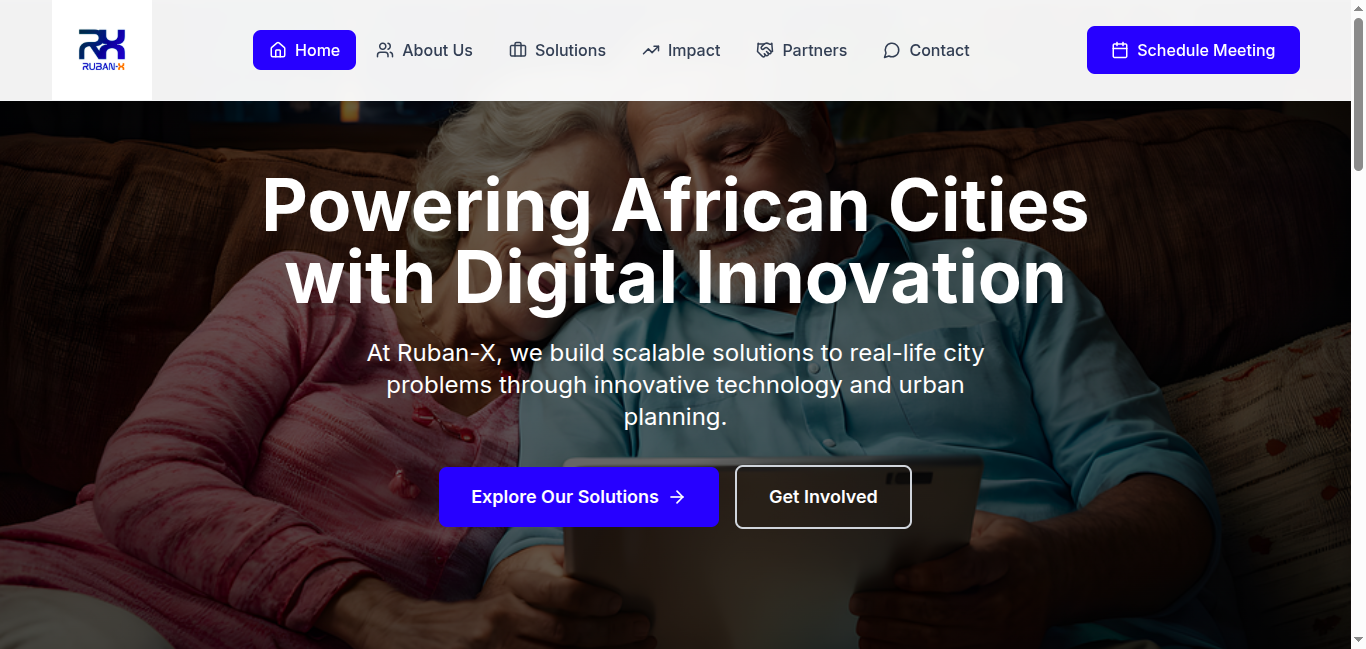 RX
RUBAN-X
Home
About Us
Solutions
Impact
Partners
Contact
Schedule Meeting
Powering African Cities
with Digital Innovation
At Ruban-X, we build scalable solutions to real-life city
problems through innovative technology and urban
planning.
Explore Our Solutions
Get Involved